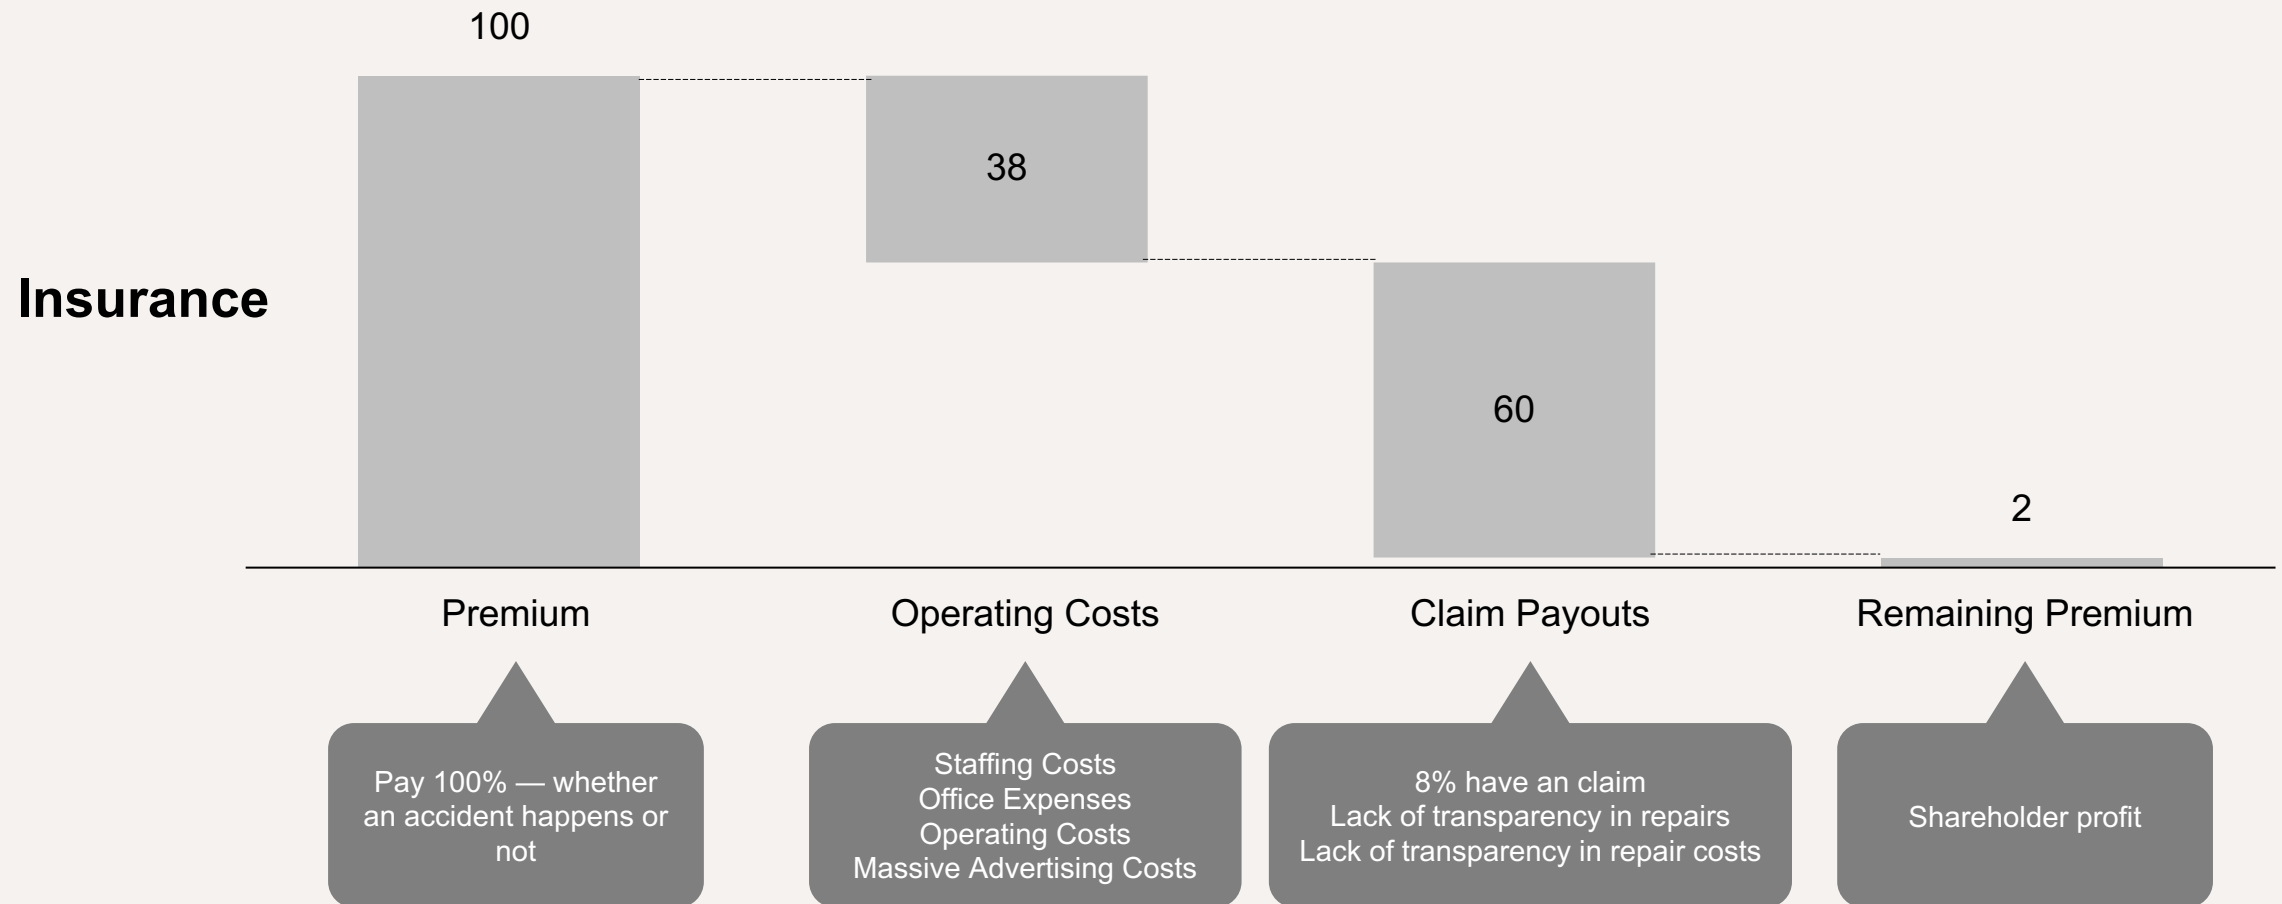 100
38
Insurance
60
2
Premium
Operating Costs
Claim Payouts
Remaining Premium
Pay 100% — whether
an accident happens or
not
Staffing Costs
Office Expenses
Operating Costs
Massive Advertising Costs
8% have an claim
Lack of transparency in repairs
Lack of transparency in repair costs
Shareholder profit